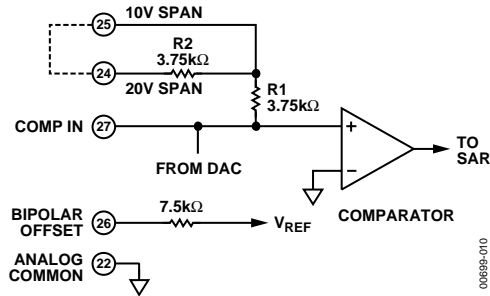 25
10V SPAN
R2
3.75kΩ
24
20V SPAN
R1
3.75kΩ
COMP IN
27
+
−
TO
SAR
FROM DAC
COMPARATOR
BIPOLAR
OFFSET
26
7.5kΩ
VREF
ANALOG
COMMON
22
00699-010